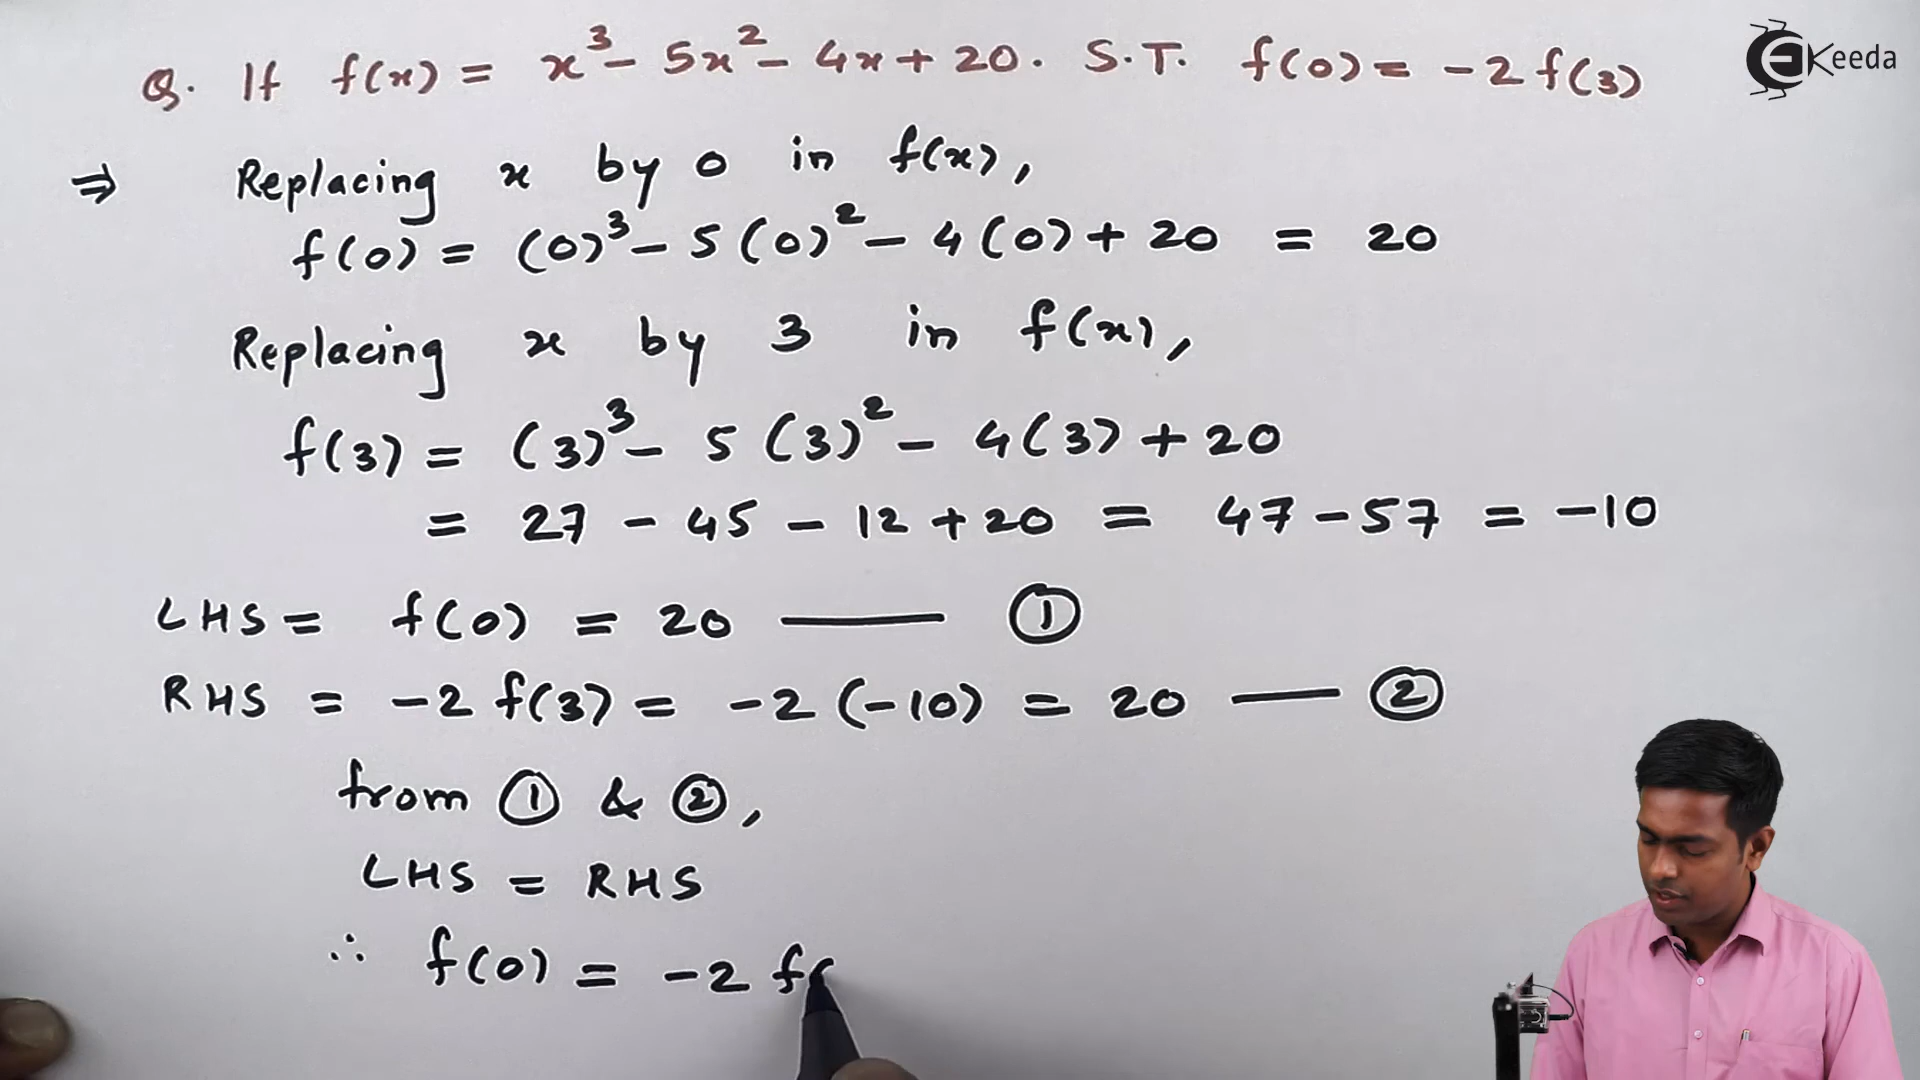 Q. If f(x) = x³ - 5x² - 4x + 20. S.T. f(0) = -2 f(3)
EKeeda
⇒ Replacing x by 0 in f(x),
f(0) = (0)³ - 5(0)² - 4(0) + 20 = 20
Replacing x by 3 in f(x),
f(3) = (3)³ - 5(3)² - 4(3) + 20
= 27 - 45 - 12 + 20 = 47 - 57 = -10
LHS = f(0) = 20 —— ①
RHS = -2 f(3) = -2 (-10) = 20 — ②
from ① & ②,
LHS = RHS
∴ f(0) = -2 f(